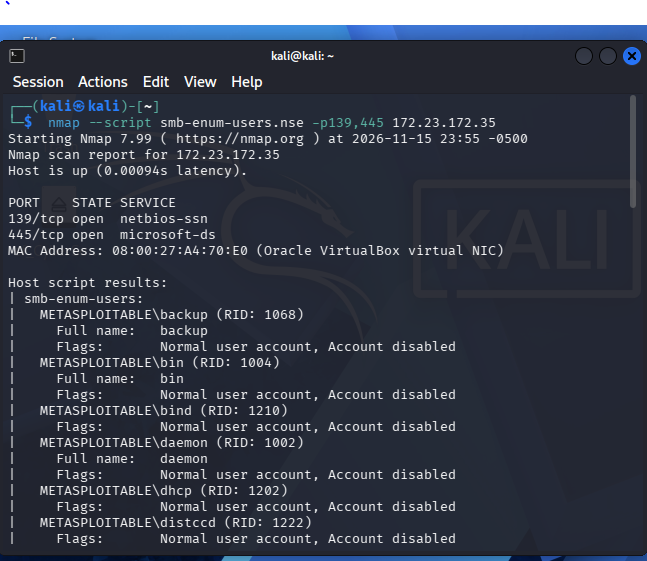 File System
kali@kali: ~
Session Actions Edit View Help
┌──(kali㉿kali)-[~]
└─$ nmap --script smb-enum-users.nse -p139,445 172.23.172.35
Starting Nmap 7.99 ( https://nmap.org ) at 2026-11-15 23:55 -0500
Nmap scan report for 172.23.172.35
Host is up (0.00094s latency).

PORT    STATE SERVICE
139/tcp open  netbios-ssn
445/tcp open  microsoft-ds
MAC Address: 08:00:27:A4:70:E0 (Oracle VirtualBox virtual NIC)
KALI

Host script results:
| smb-enum-users:
|   METASPLOITABLE\backup (RID: 1068)
|     Full name:   backup
|     Flags:       Normal user account, Account disabled
|   METASPLOITABLE\bin (RID: 1004)
|     Full name:   bin
|     Flags:       Normal user account, Account disabled
|   METASPLOITABLE\bind (RID: 1210)
|     Flags:       Normal user account, Account disabled
|   METASPLOITABLE\daemon (RID: 1002)
|     Full name:   daemon
|     Flags:       Normal user account, Account disabled
|   METASPLOITABLE\dhcp (RID: 1202)
|     Flags:       Normal user account, Account disabled
|   METASPLOITABLE\distccd (RID: 1222)
|     Flags:       Normal user account, Account disabled